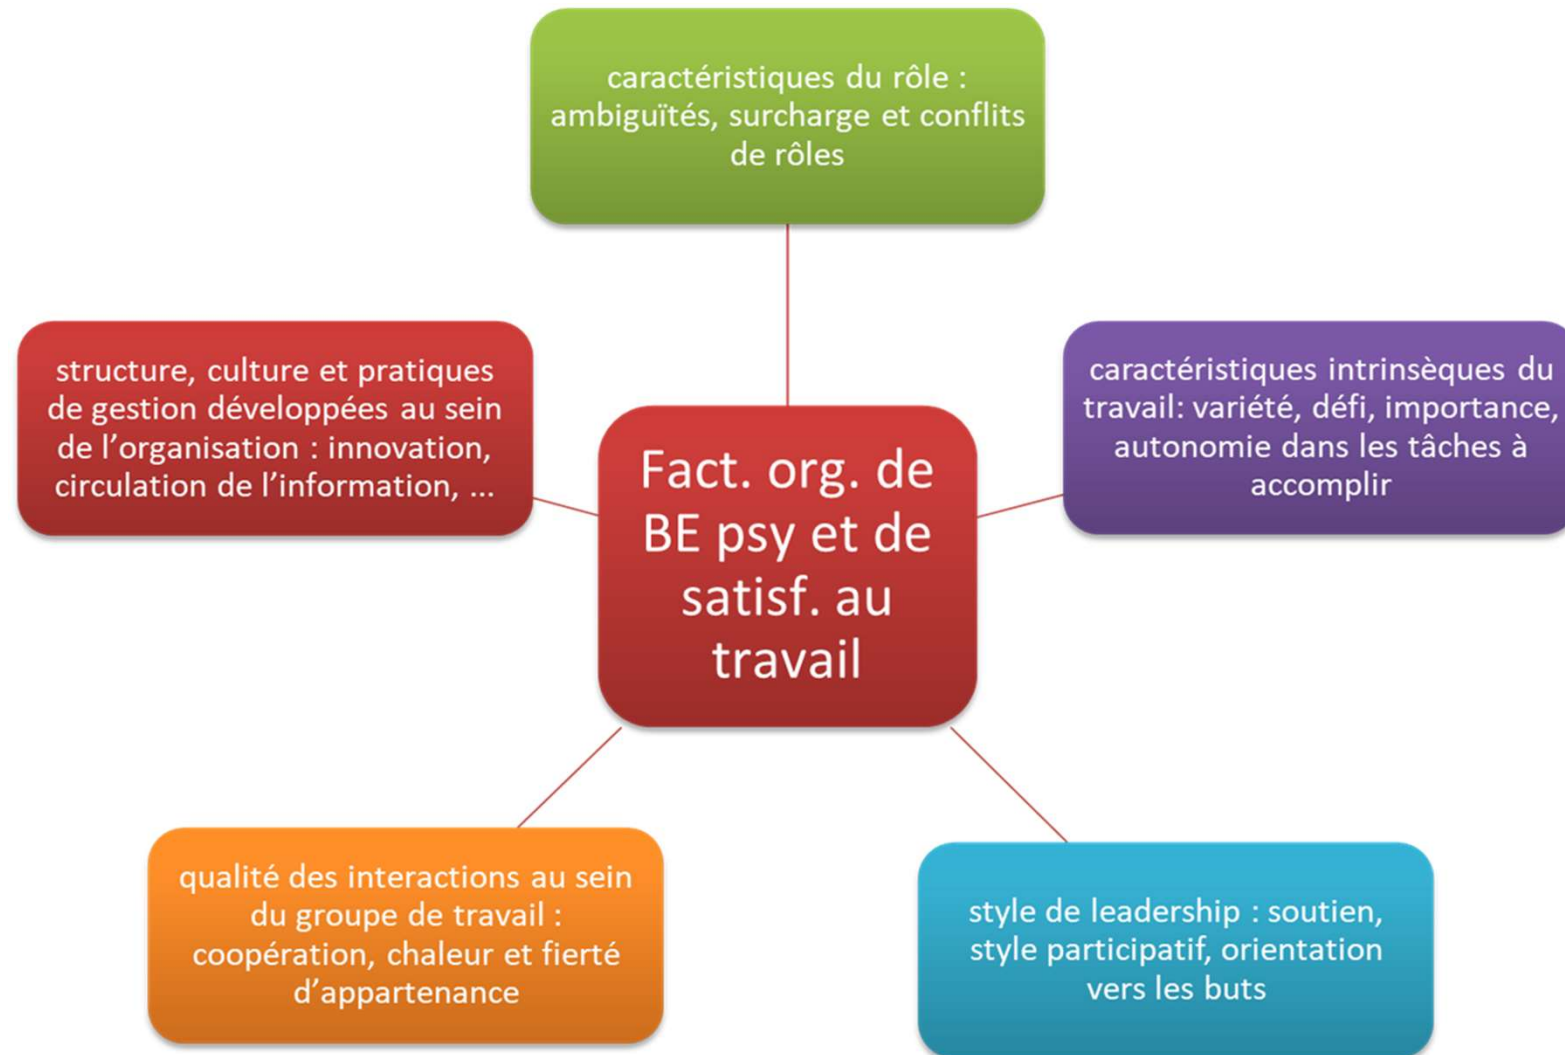 caractéristiques du rôle :
ambiguïtés, surcharge et conflits
de rôles
structure, culture et pratiques
de gestion développées au sein
de l’organisation : innovation,
circulation de l’information, ...
caractéristiques intrinsèques du
travail: variété, défi, importance,
autonomie dans les tâches à
accomplir
Fact. org. de
BE psy et de
satisf. au
travail
qualité des interactions au sein
du groupe de travail :
coopération, chaleur et fierté
d’appartenance
style de leadership : soutien,
style participatif, orientation
vers les buts